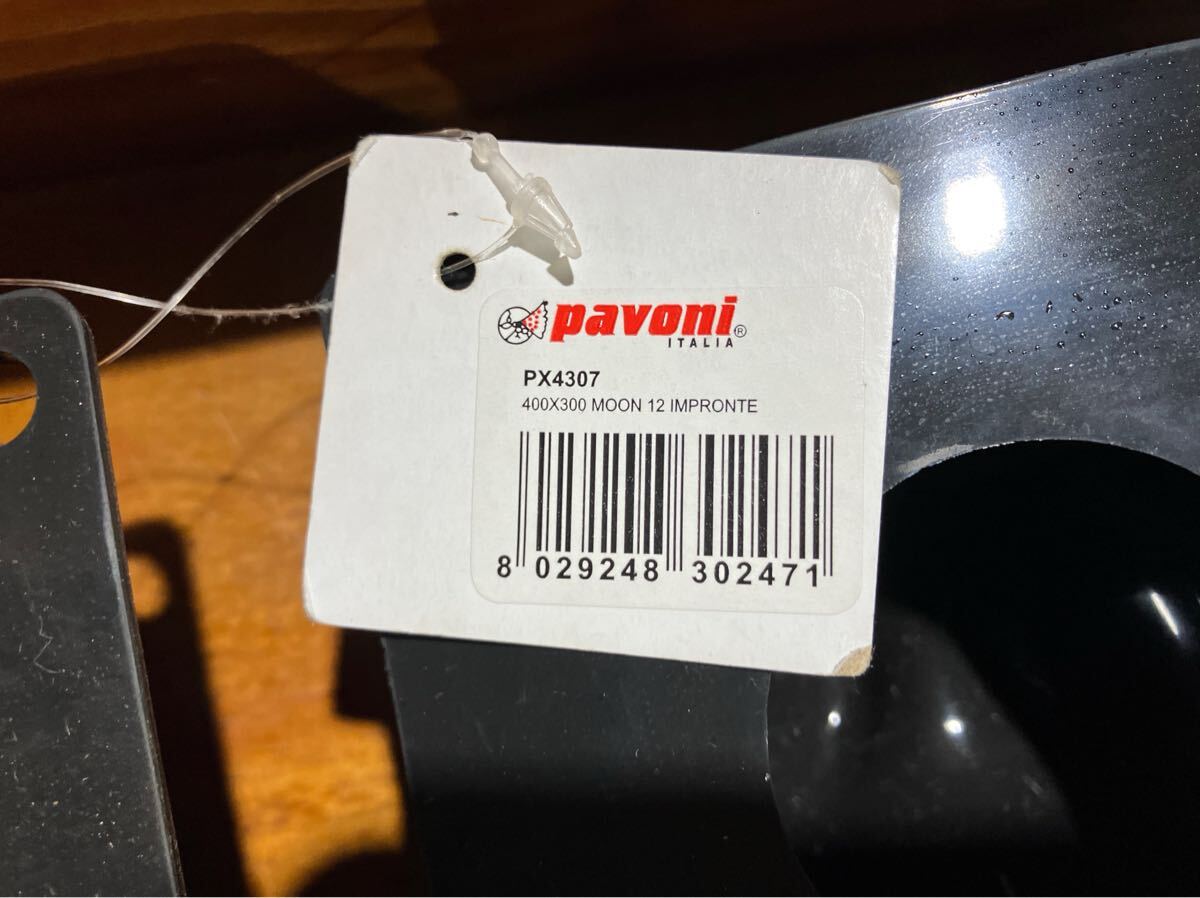 pavoni®
ITALIA
PX4307
400X300 MOON 12 IMPRONTE
8 029248 302471